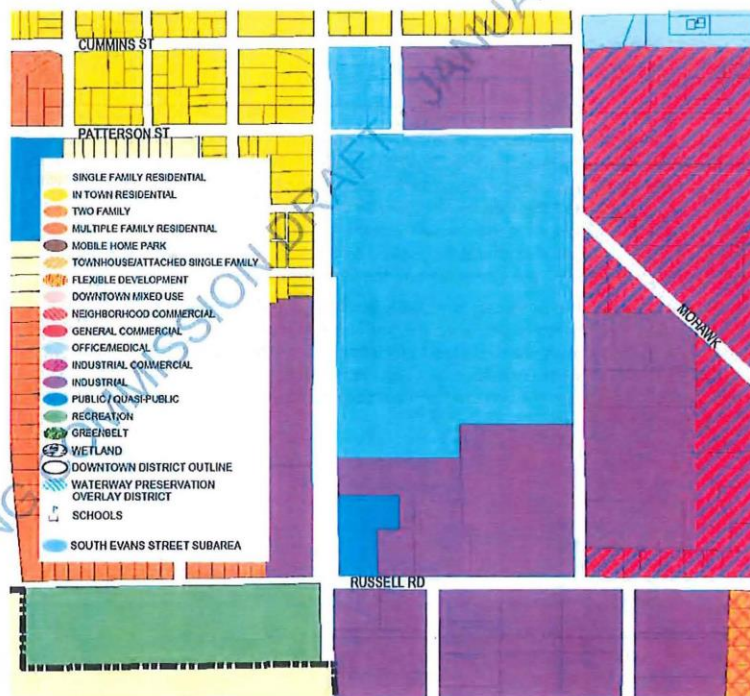 CUMMINS ST
PATTERSON ST
SINGLE FAMILY RESIDENTIAL
IN TOWN RESIDENTIAL
TWO FAMILY
MULTIPLE FAMILY RESIDENTIAL
MOBILE HOME PARK
TOWNHOUSE/ATTACHED SINGLE FAMILY
FLEXIBLE DEVELOPMENT
DOWNTOWN MIXED USE
NEIGHBORHOOD COMMERCIAL
GENERAL COMMERCIAL
OFFICE/MEDICAL
INDUSTRIAL COMMERCIAL
INDUSTRIAL
PUBLIC / QUASI-PUBLIC
RECREATION
GREENBELT
WETLAND
DOWNTOWN DISTRICT OUTLINE
WATERWAY PRESERVATION
OVERLAY DISTRICT
SCHOOLS
SOUTH EVANS STREET SUBAREA
MOHAWK
RUSSELL RD
COMMISSION DRAFT